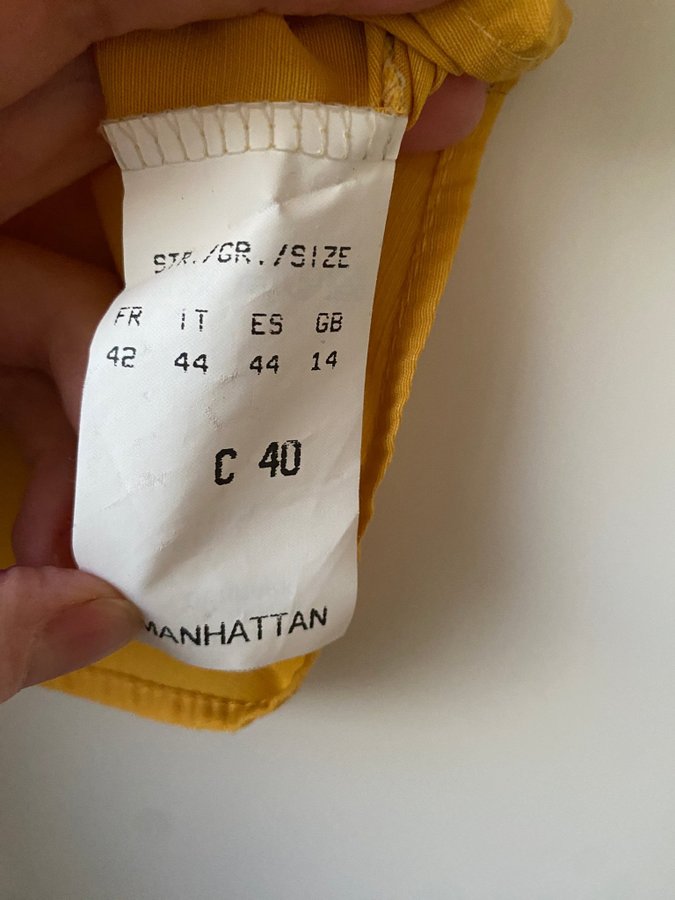 STR./GR./SIZE
FR IT ES GB
42 44 44 14
C 40
MANHATTAN